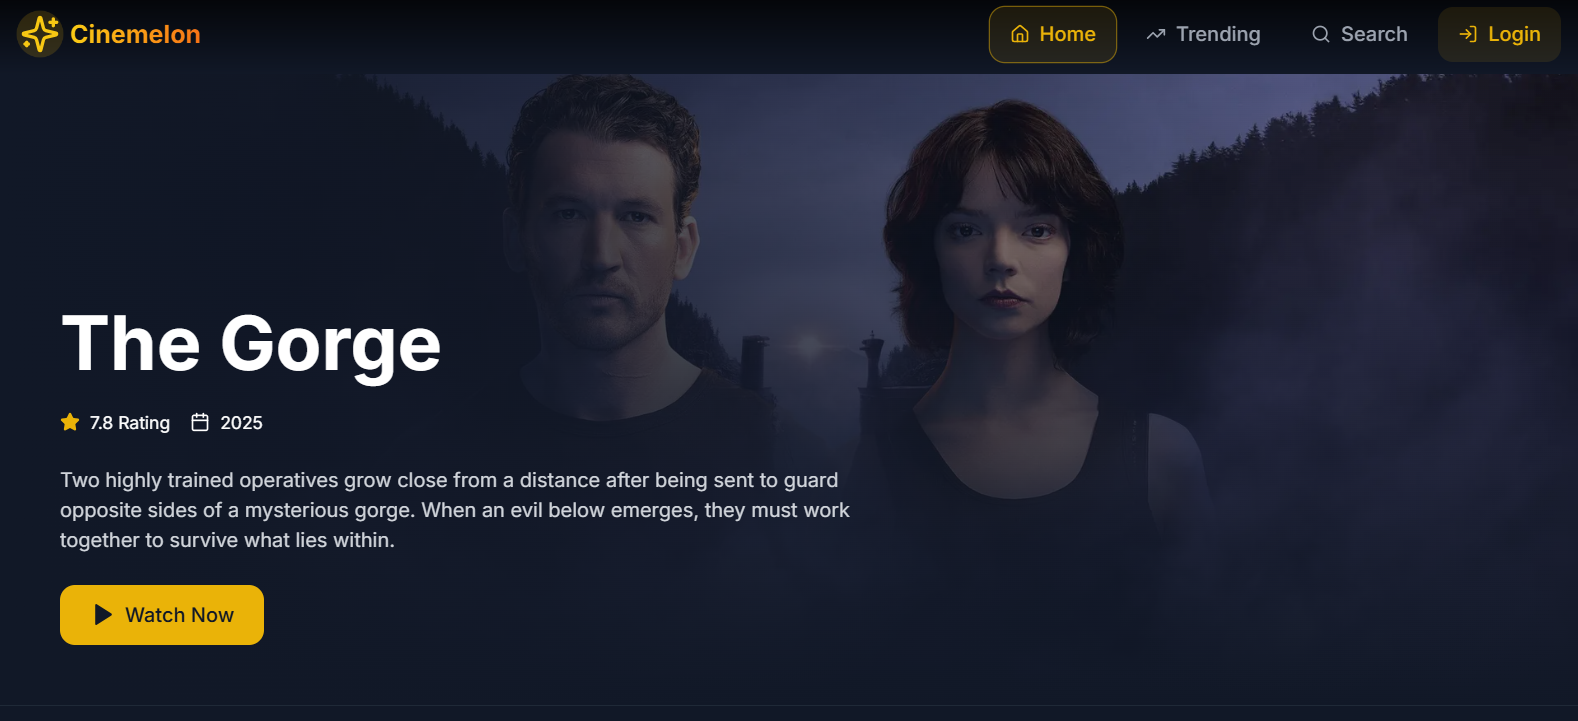 Cinemelon
Home
Trending
Search
Login
The Gorge
7.8 Rating
2025
Two highly trained operatives grow close from a distance after being sent to guard
opposite sides of a mysterious gorge. When an evil below emerges, they must work
together to survive what lies within.
Watch Now